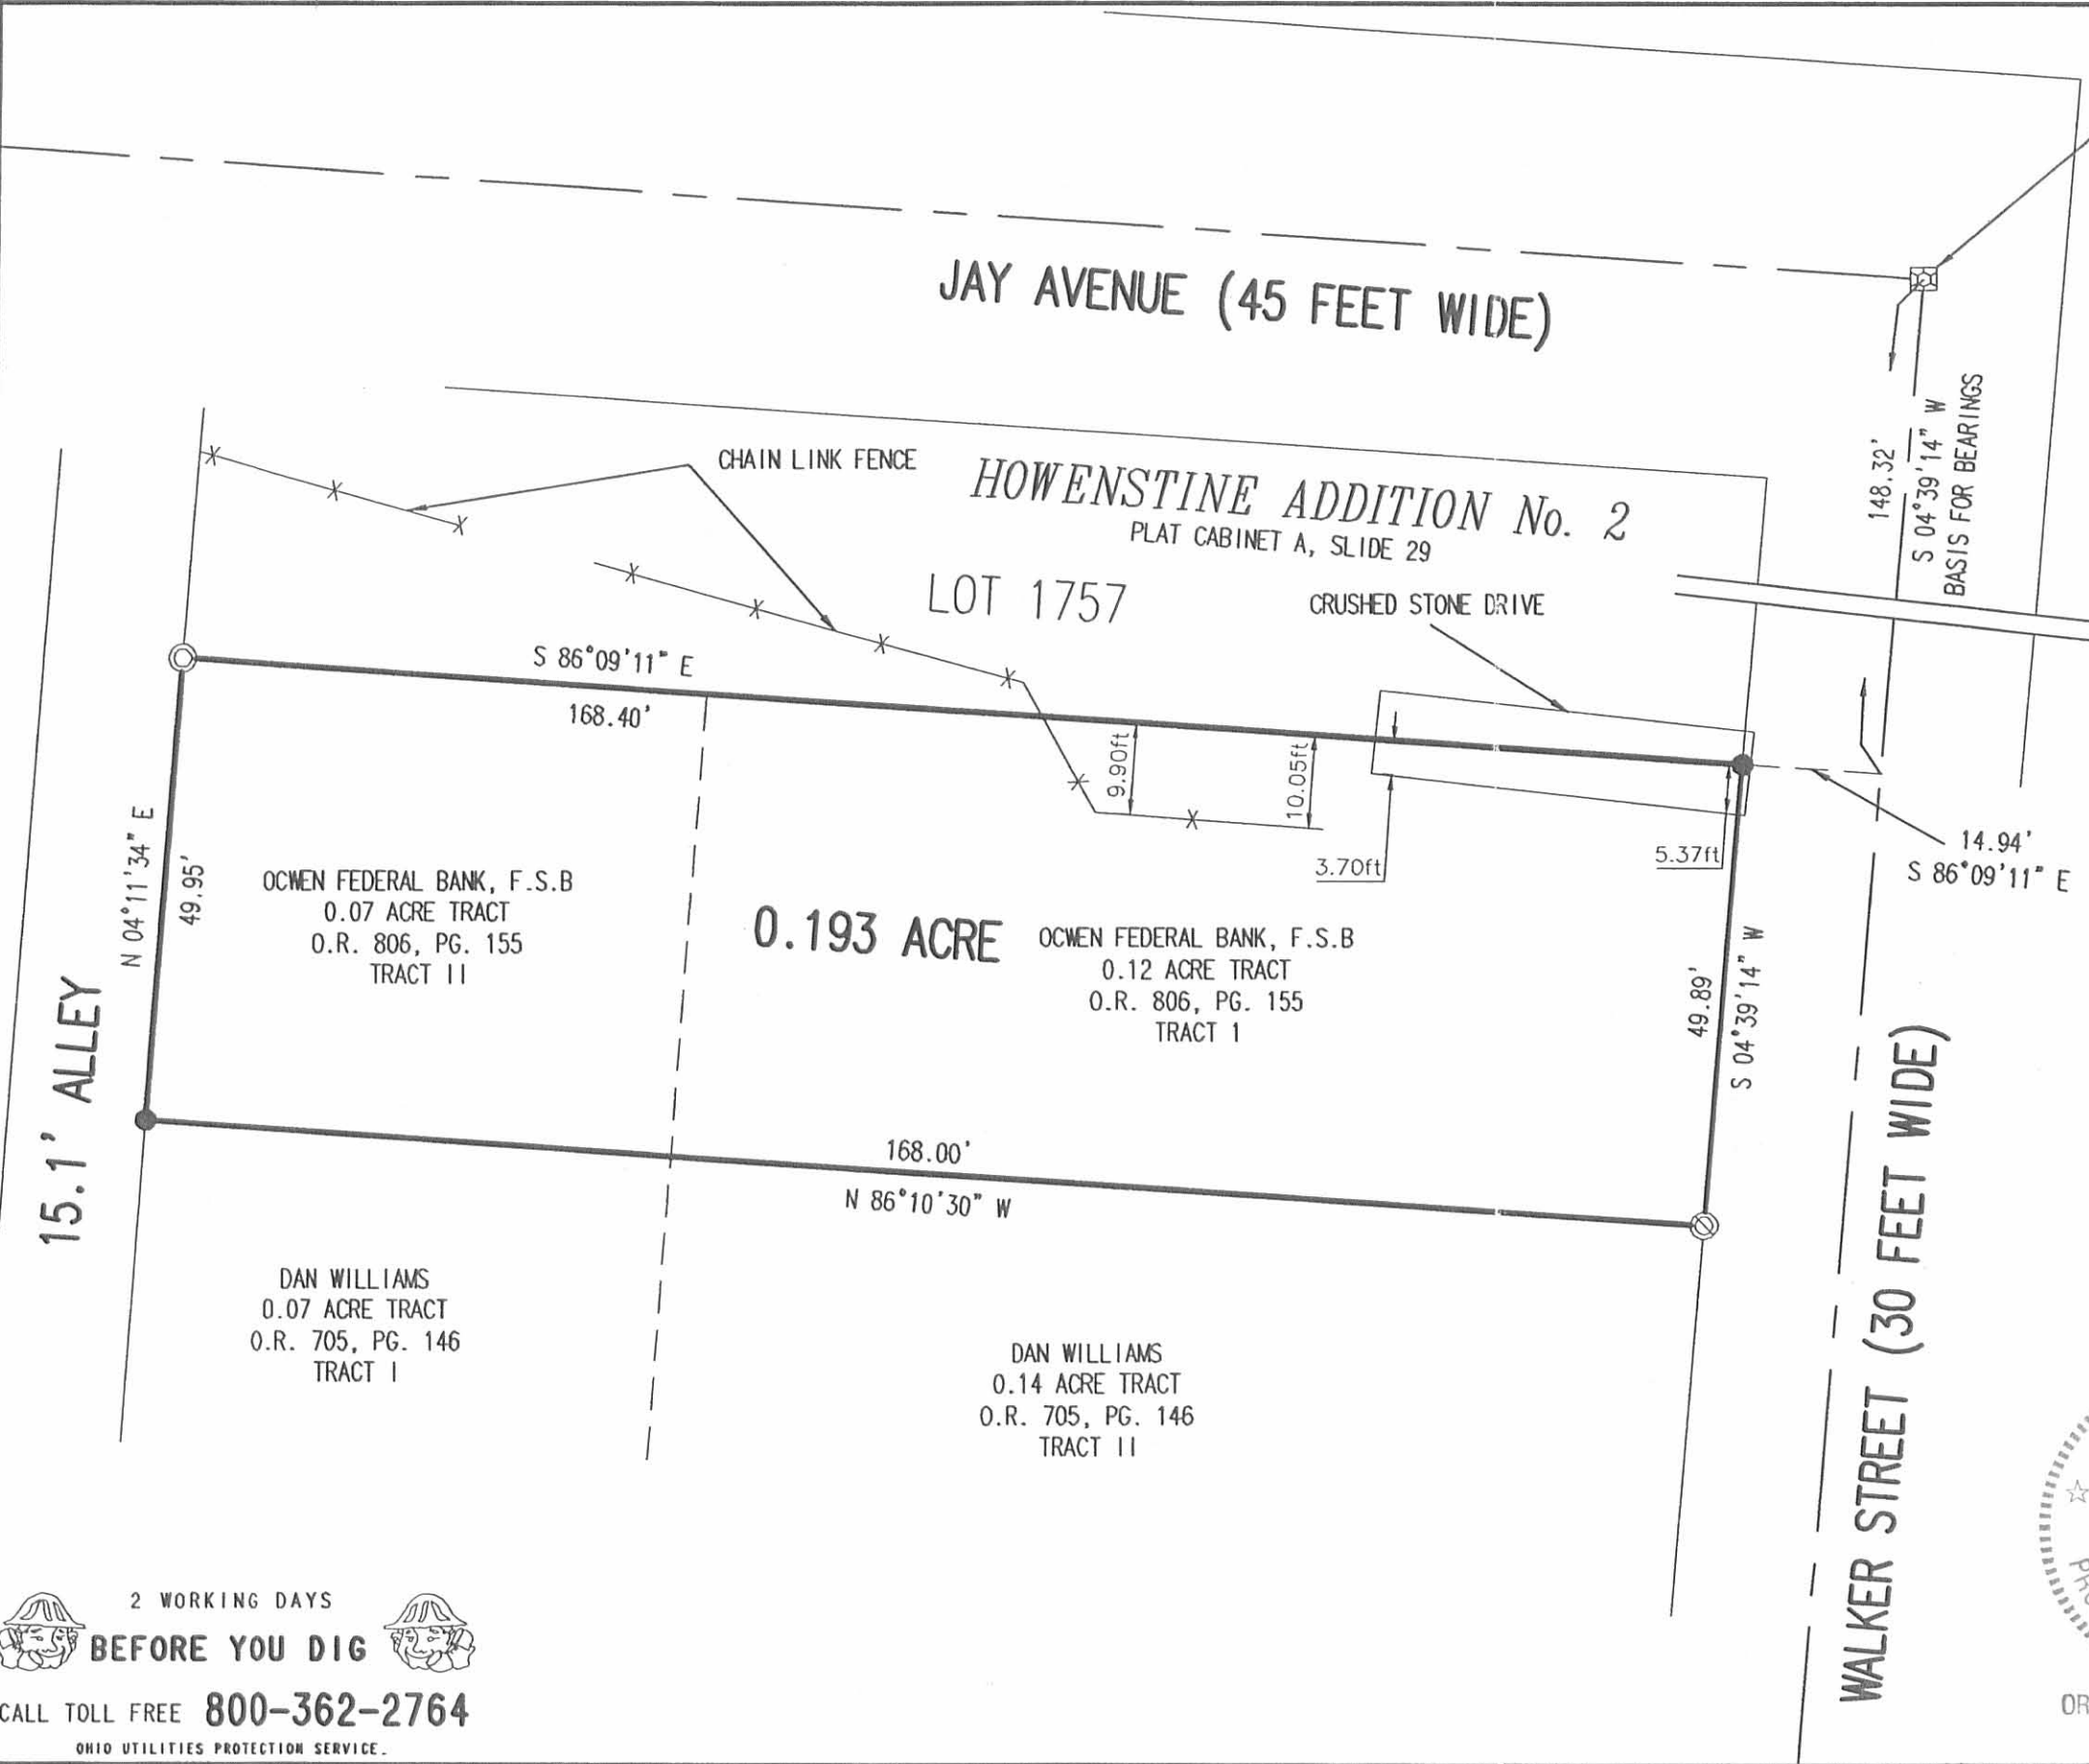 JAY AVENUE (45 FEET WIDE)
148.32'
S 04°39'14" W
BASIS FOR BEARINGS
CHAIN LINK FENCE
HOWENSTINE ADDITION No. 2
PLAT CABINET A, SLIDE 29
LOT 1757
CRUSHED STONE DRIVE
S 86°09'11" E
168.40'
9.90ft
10.05ft
3.70ft
5.37ft
14.94'
S 86°09'11" E
N 04°11'34" E
49.95'
OCWEN FEDERAL BANK, F.S.B
0.07 ACRE TRACT
O.R. 806, PG. 155
TRACT II
0.193 ACRE
OCWEN FEDERAL BANK, F.S.B
0.12 ACRE TRACT
O.R. 806, PG. 155
TRACT 1
49.89'
S 04°39'14" W
15.1' ALLEY
168.00'
N 86°10'30" W
WALKER STREET (30 FEET WIDE)
DAN WILLIAMS
0.07 ACRE TRACT
O.R. 705, PG. 146
TRACT I
DAN WILLIAMS
0.14 ACRE TRACT
O.R. 705, PG. 146
TRACT II
2 WORKING DAYS
BEFORE YOU DIG
CALL TOLL FREE 800-362-2764
OHIO UTILITIES PROTECTION SERVICE.